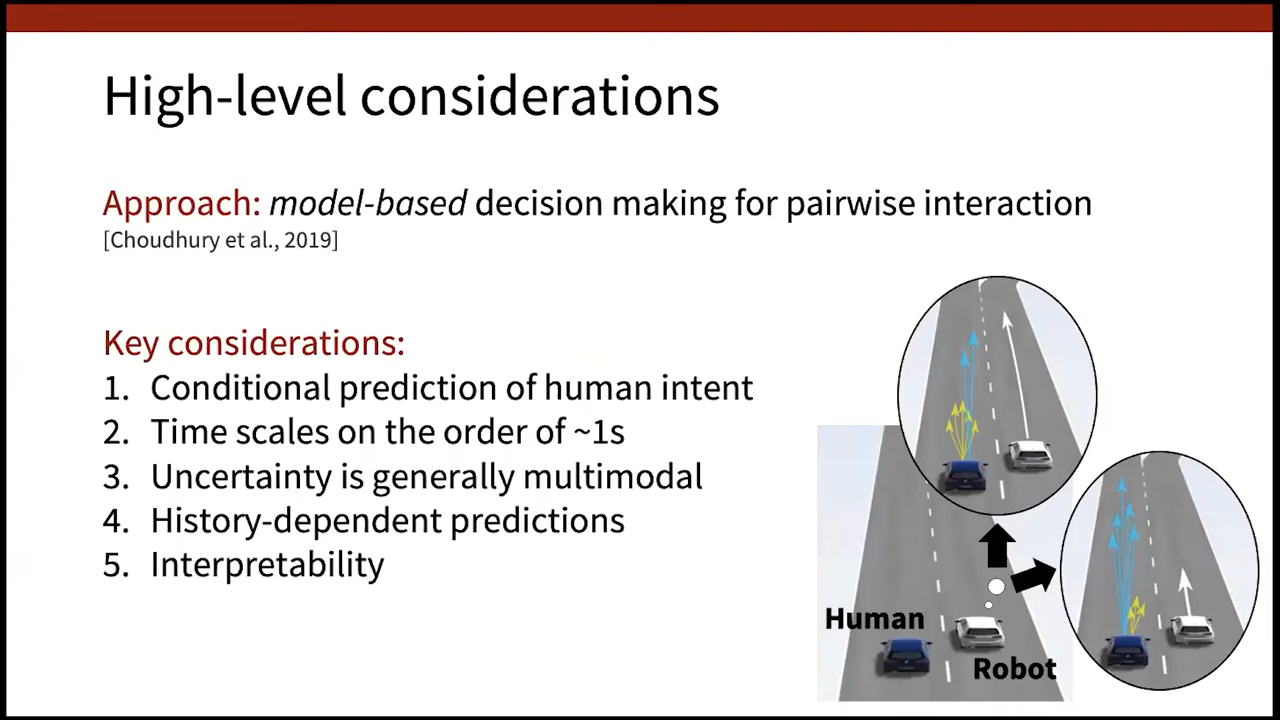 High-level considerations
Approach: model-based decision making for pairwise interaction
[Choudhury et al., 2019]
Key considerations:
1. Conditional prediction of human intent
2. Time scales on the order of ~1s
3. Uncertainty is generally multimodal
4. History-dependent predictions
5. Interpretability
Human
Robot